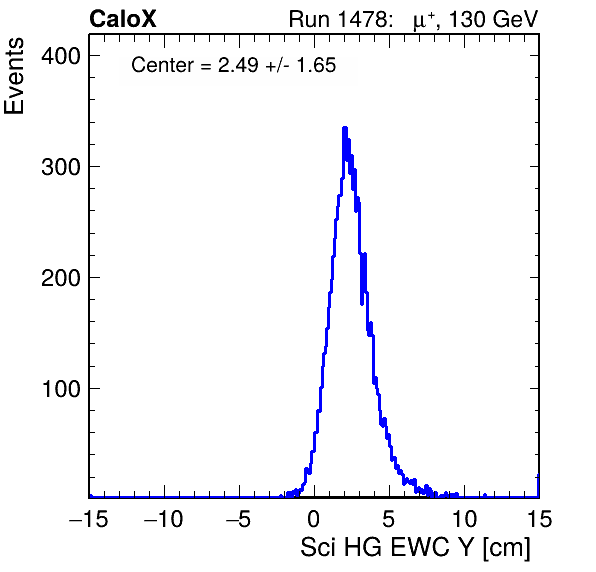 CaloX Run 1478: μ⁺, 130 GeV
Center = 2.49 +/- 1.65
Events
400
300
200
100
−15 −10 −5 0 5 10 15
Sci HG EWC Y [cm]